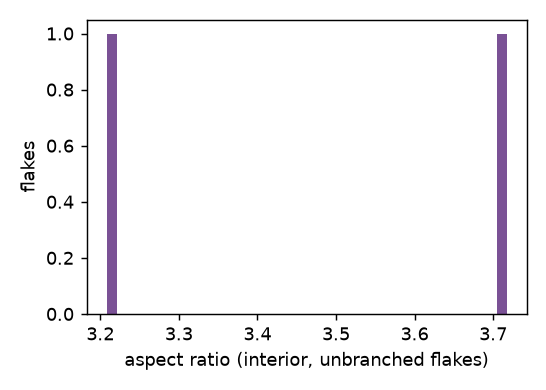 1.0
0.8
0.6
0.4
0.2
0.0
flakes
3.2 3.3 3.4 3.5 3.6 3.7
aspect ratio (interior, unbranched flakes)